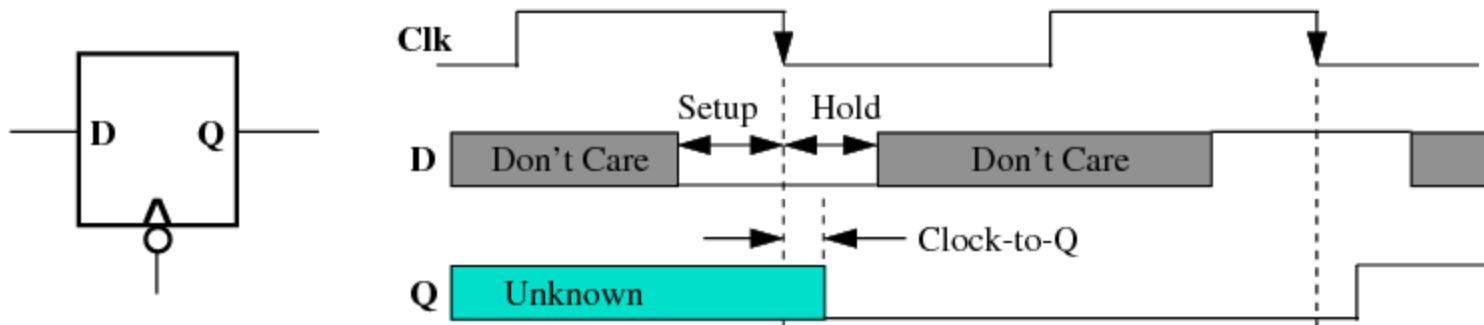 Clk
Setup Hold
D Q
D Don't Care Don't Care
Clock-to-Q
Q Unknown